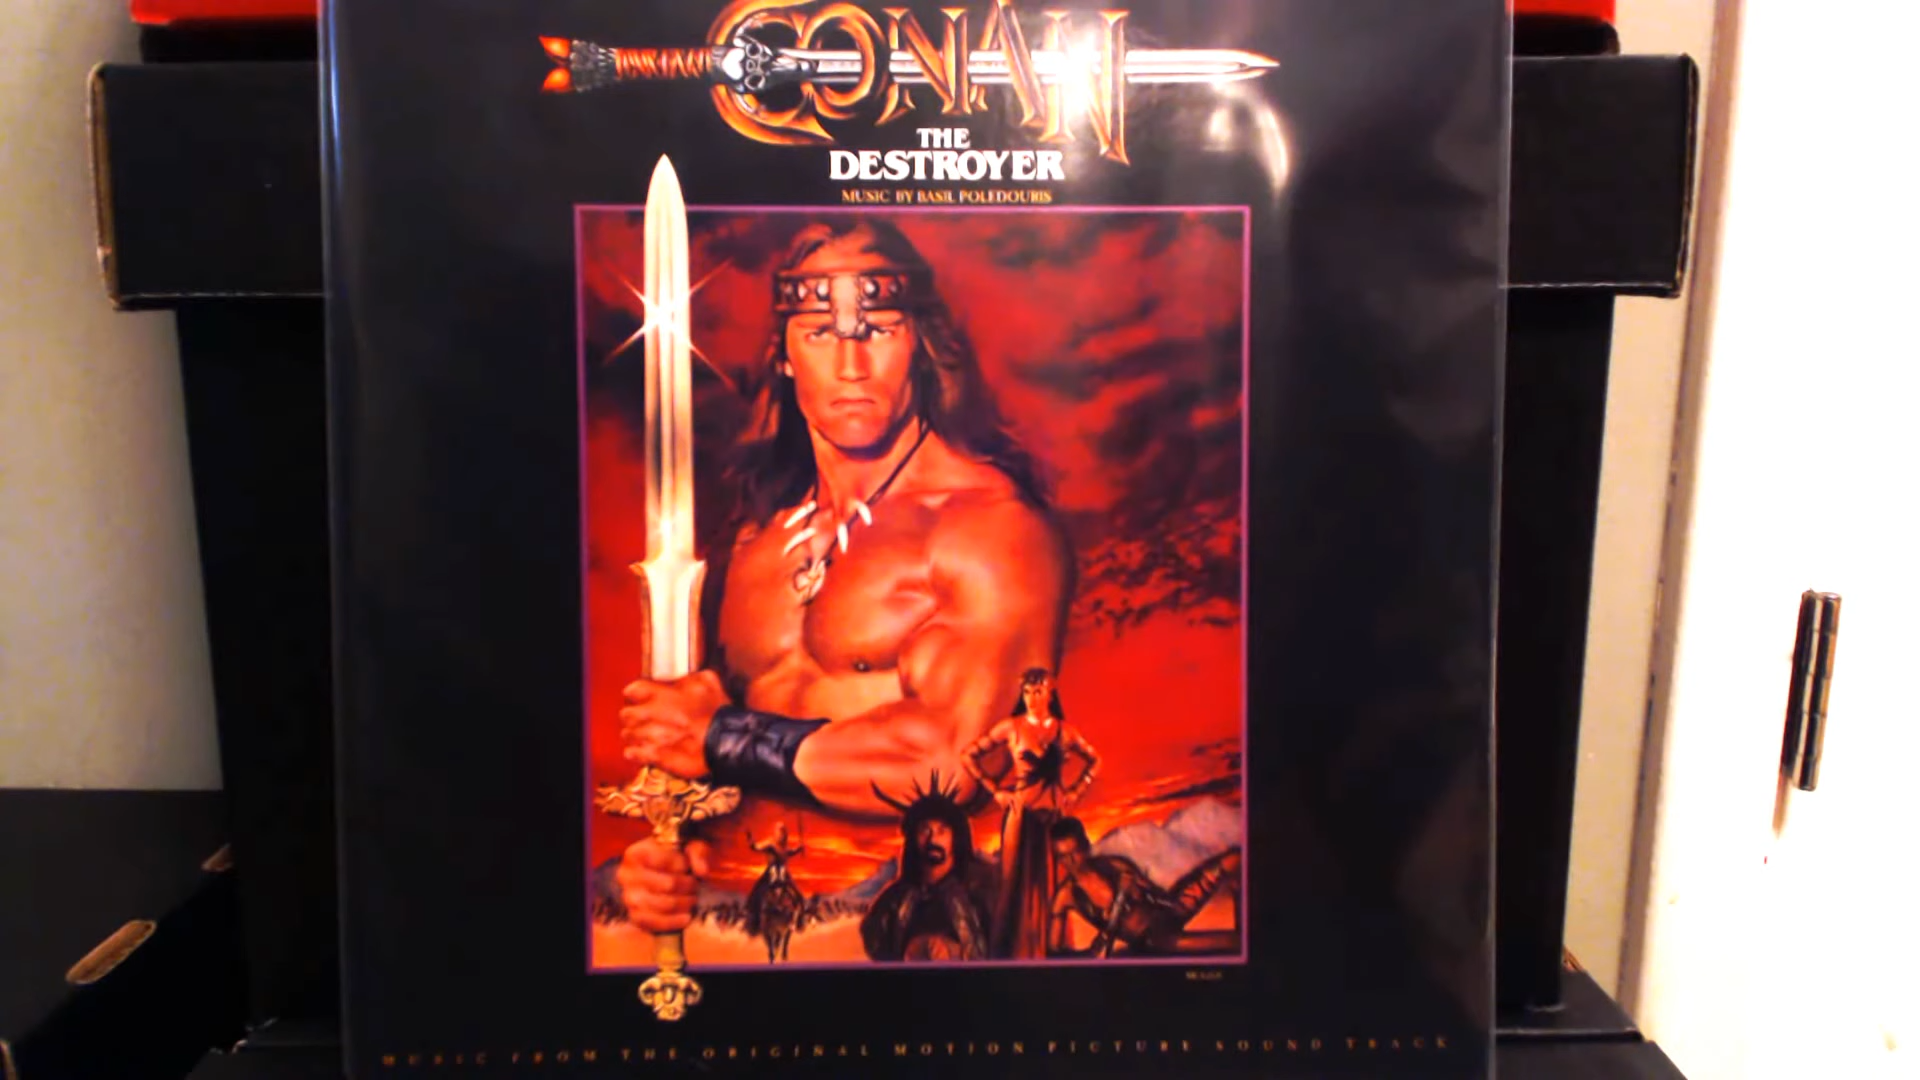 CONAN
THE
DESTROYER
MUSIC BY BASIL POLEDOURIS
MUSIC FROM THE ORIGINAL MOTION PICTURE SOUND TRACK